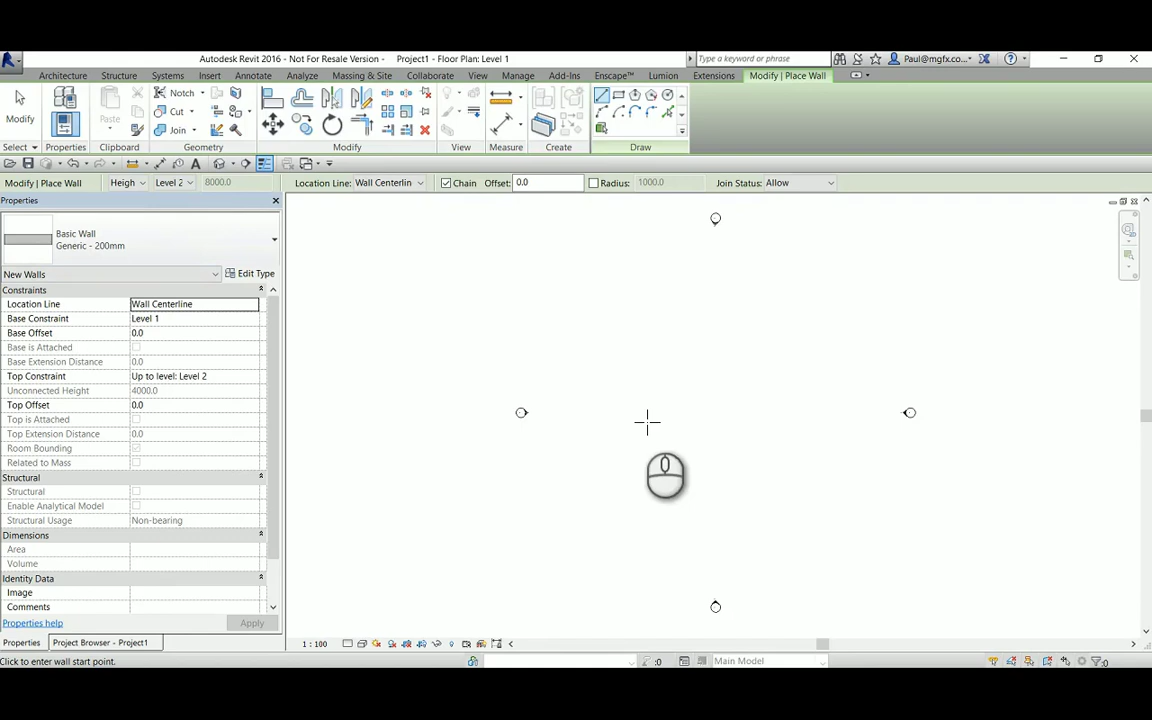 Autodesk Revit 2016 - Not For Resale Version - Project1 - Floor Plan: Level 1
Type a keyword or phrase
Paul@mgfx.co...
Architecture Structure Systems Insert Annotate Analyze Massing & Site Collaborate View Manage Add-Ins Enscape™ Lumion Extensions Modify | Place Wall
Modify
Paste
Notch
Cut
Join
Select Properties Clipboard Geometry Modify View Measure Create Draw
Modify | Place Wall Heigh Level 2 8000.0 Location Line: Wall Centerlin Chain Offset: 0.0 Radius: 1000.0 Join Status: Allow
Properties
Basic Wall
Generic - 200mm
New Walls Edit Type
Constraints
Location Line Wall Centerline
Base Constraint Level 1
Base Offset 0.0
Base is Attached
Base Extension Distance 0.0
Top Constraint Up to level: Level 2
Unconnected Height 4000.0
Top Offset 0.0
Top is Attached
Top Extension Distance 0.0
Room Bounding
Related to Mass
Structural
Structural
Enable Analytical Model
Structural Usage Non-bearing
Dimensions
Area
Volume
Identity Data
Image
Comments
Properties help Apply
Properties Project Browser - Project1 1 : 100
Click to enter wall start point. :0 Main Model :0